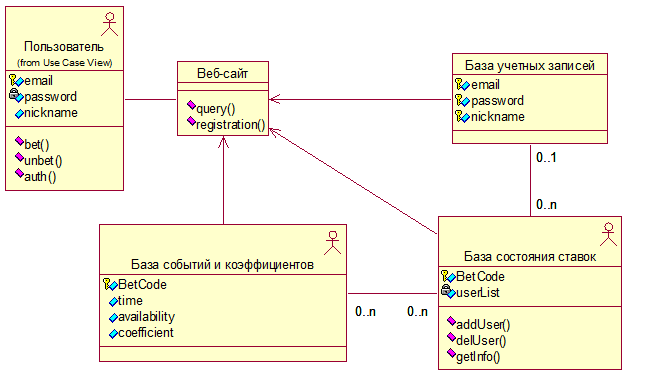 Пользователь
(from Use Case View)
email
password
nickname
bet()
unbet()
auth()
Веб-сайт
query()
registration()
База учетных записей
email
password
nickname
0..1
0..n
База событий и коэффициентов
BetCode
time
availability
coefficient
0..n
0..n
База состояния ставок
BetCode
userList
addUser()
delUser()
getInfo()